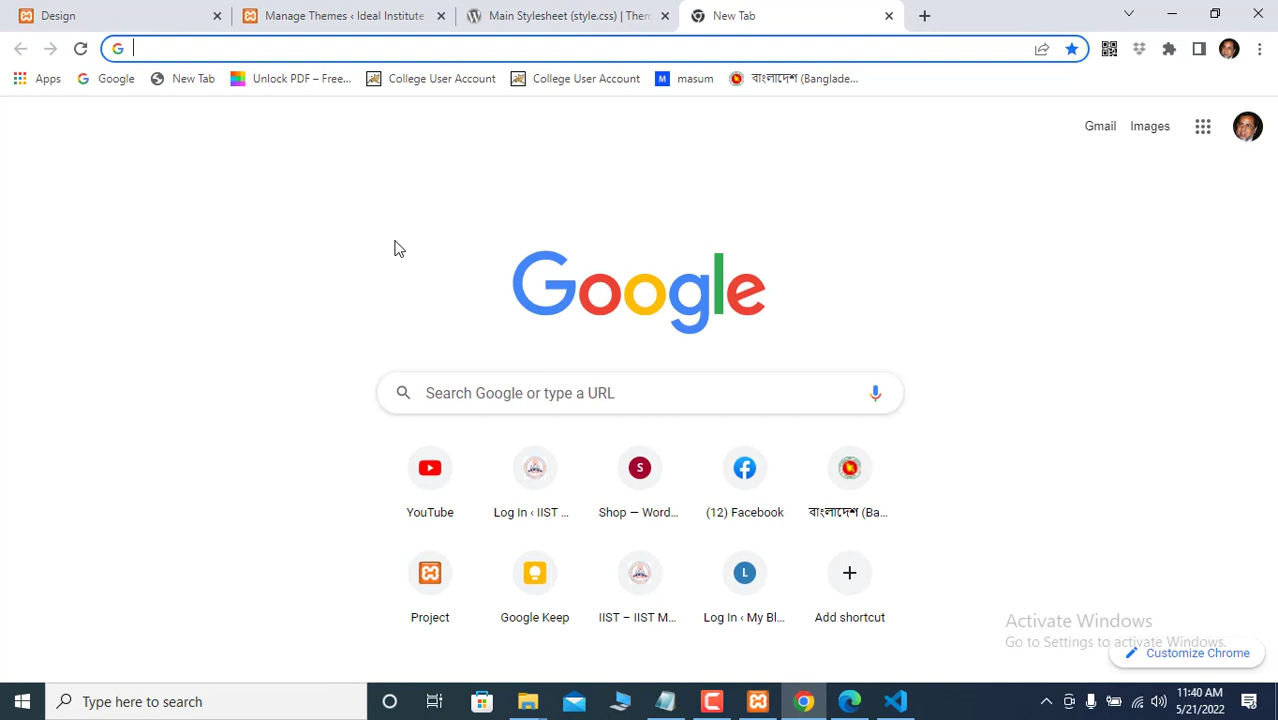 Design
Manage Themes ‹ Ideal Institute
Main Stylesheet (style.css) | Them
New Tab
Apps
Google
New Tab
Unlock PDF – Free...
College User Account
College User Account
M masum
বাংলাদেশ (Banglade...
Gmail
Images
Google
Search Google or type a URL
YouTube
Log In ‹ IIST ...
S
Shop — Word...
(12) Facebook
বাংলাদেশ (Ba...
Project
Google Keep
IIST – IIST M...
L
Log In ‹ My Bl...
Add shortcut
Activate Windows
Go to Settings to activate Windows.
Customize Chrome
Type here to search
11:40 AM
5/21/2022